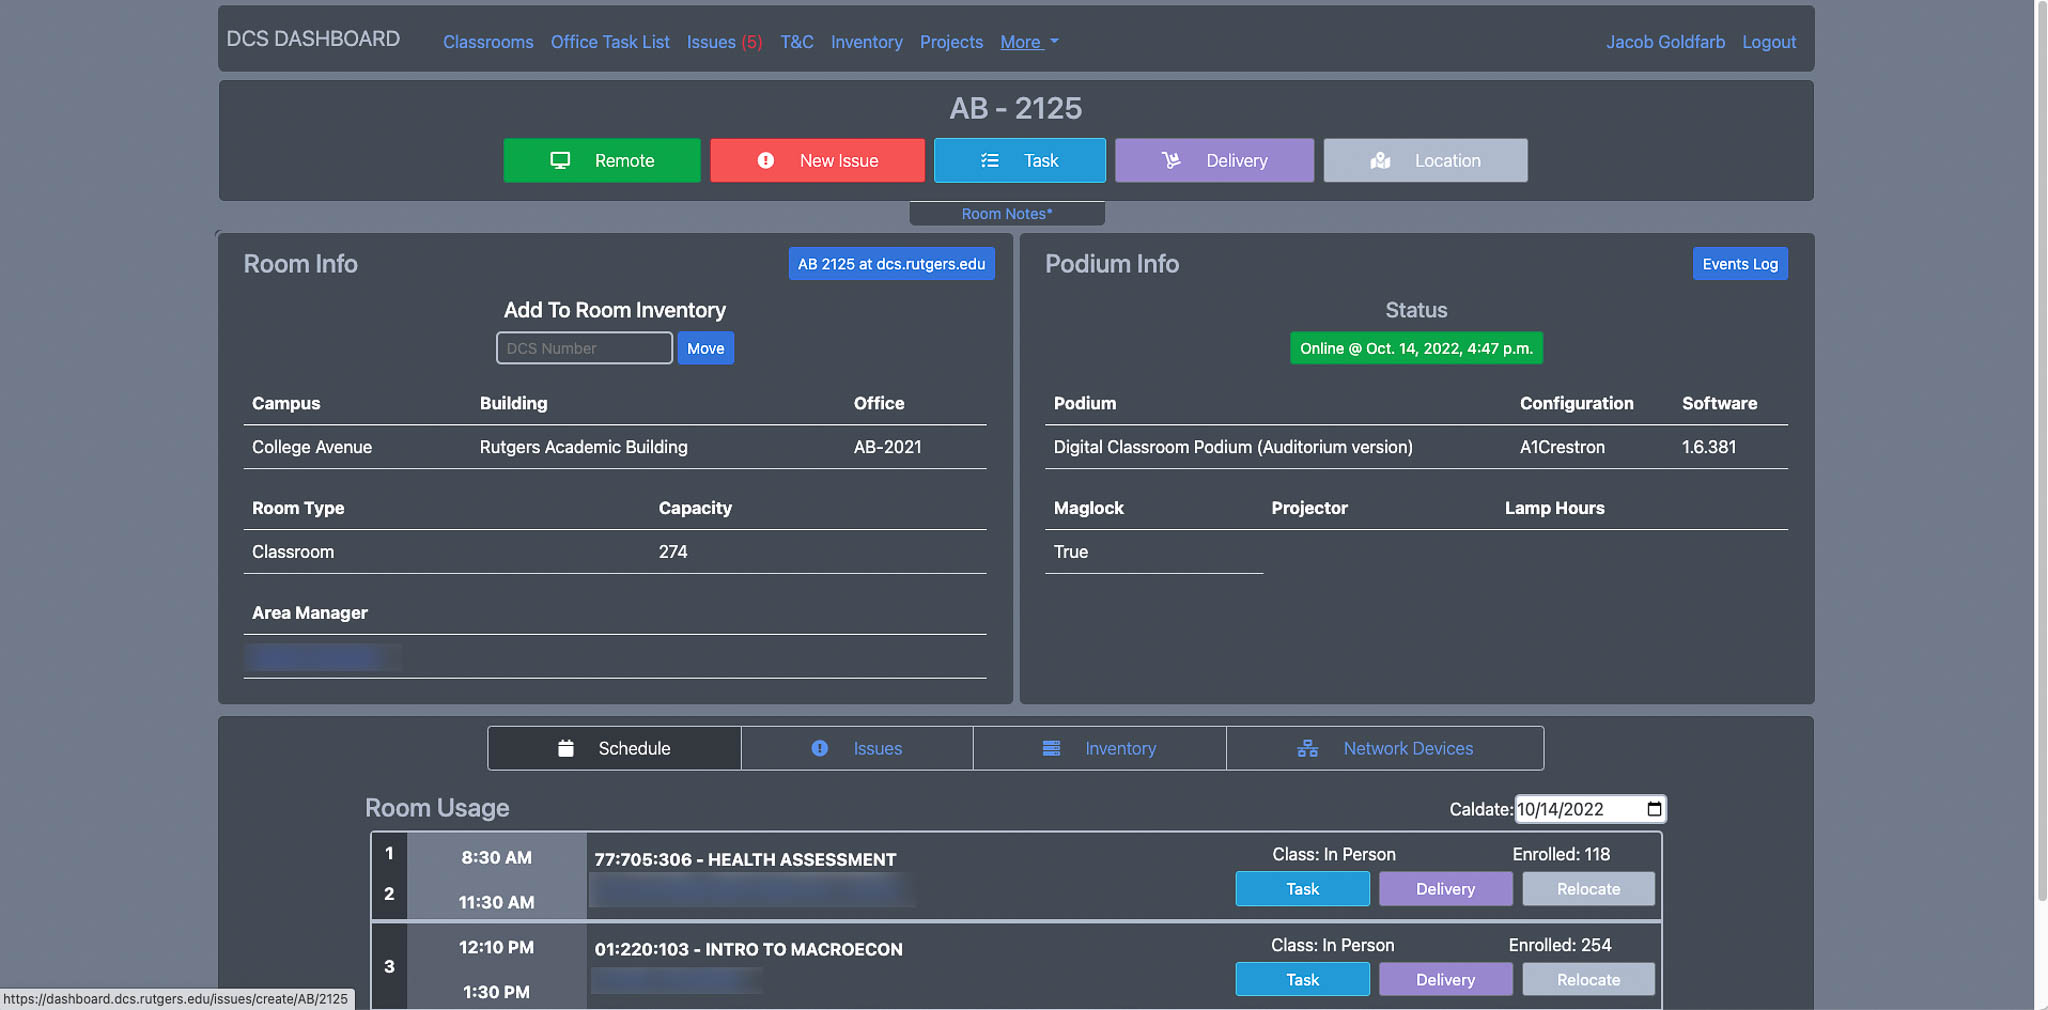 DCS DASHBOARD Classrooms Office Task List Issues (5) T&C Inventory Projects More Jacob Goldfarb Logout
AB - 2125
Remote New Issue Task Delivery Location
Room Notes*
Room Info AB 2125 at dcs.rutgers.edu
Add To Room Inventory
DCS Number Move
Campus Building Office
College Avenue Rutgers Academic Building AB-2021
Room Type Capacity
Classroom 274
Area Manager
Podium Info Events Log
Status
Online @ Oct. 14, 2022, 4:47 p.m.
Podium Configuration Software
Digital Classroom Podium (Auditorium version) A1Crestron 1.6.381
Maglock Projector Lamp Hours
True
Schedule Issues Inventory Network Devices
Room Usage Caldate: 10/14/2022
1 8:30 AM 77:705:306 - HEALTH ASSESSMENT Class: In Person Enrolled: 118
2 11:30 AM Task Delivery Relocate
12:10 PM 01:220:103 - INTRO TO MACROECON Class: In Person Enrolled: 254
3 1:30 PM Task Delivery Relocate
https://dashboard.dcs.rutgers.edu/issues/create/AB/2125